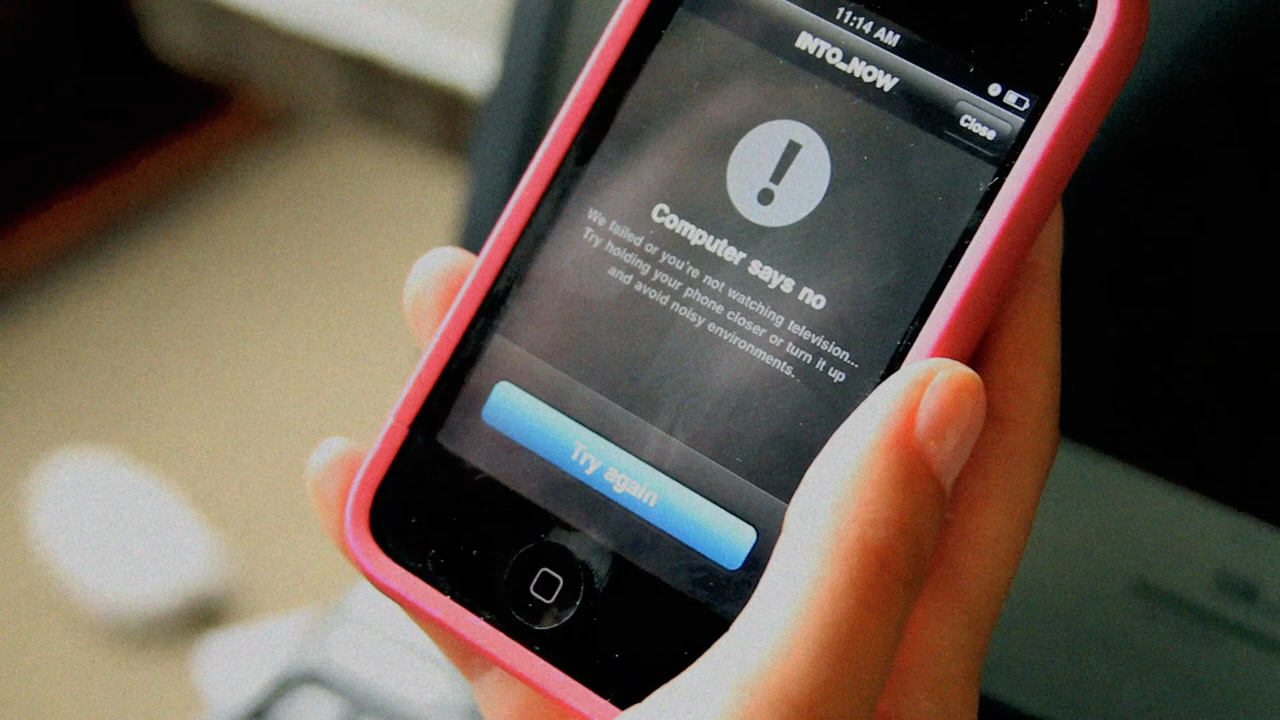 11:14 AM
INTO_NOW
Close
Computer says no
We failed or you're not watching television...
Try holding your phone closer or turn it up
and avoid noisy environments.
Try again